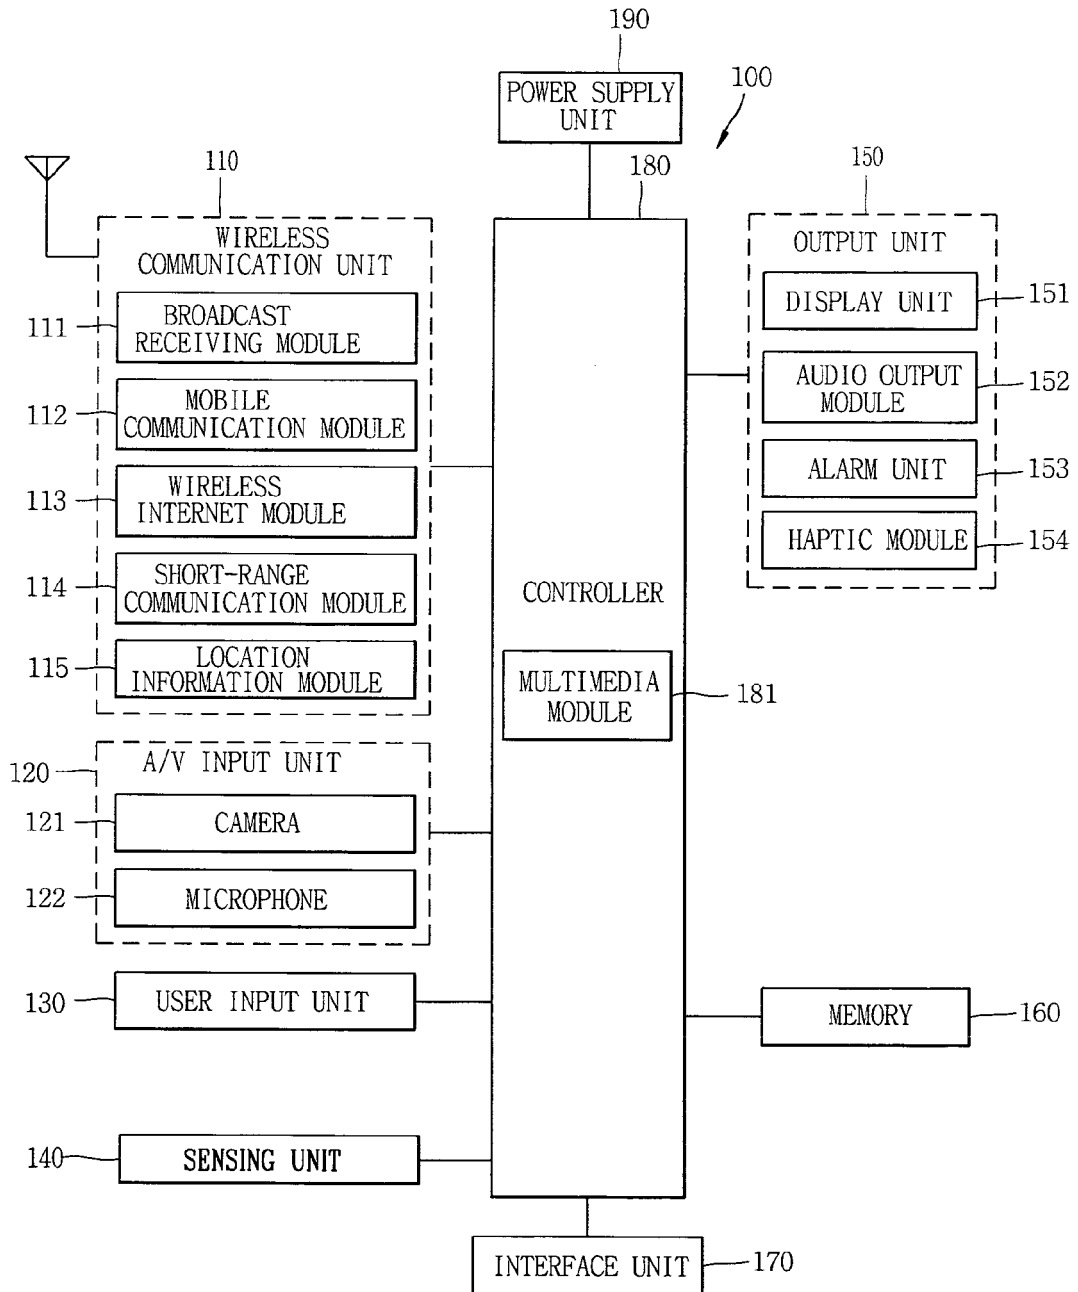 190
POWER SUPPLY
UNIT
100
110
180
150
WIRELESS
COMMUNICATION UNIT
111
BROADCAST
RECEIVING MODULE
112
MOBILE
COMMUNICATION MODULE
113
WIRELESS
INTERNET MODULE
114
SHORT-RANGE
COMMUNICATION MODULE
115
LOCATION
INFORMATION MODULE
120
A/V INPUT UNIT
121
CAMERA
122
MICROPHONE
130
USER INPUT UNIT
140
SENSING UNIT
CONTROLLER
MULTIMEDIA
MODULE
181
OUTPUT UNIT
DISPLAY UNIT
151
AUDIO OUTPUT
MODULE
152
ALARM UNIT
153
HAPTIC MODULE
154
MEMORY
160
INTERFACE UNIT
170